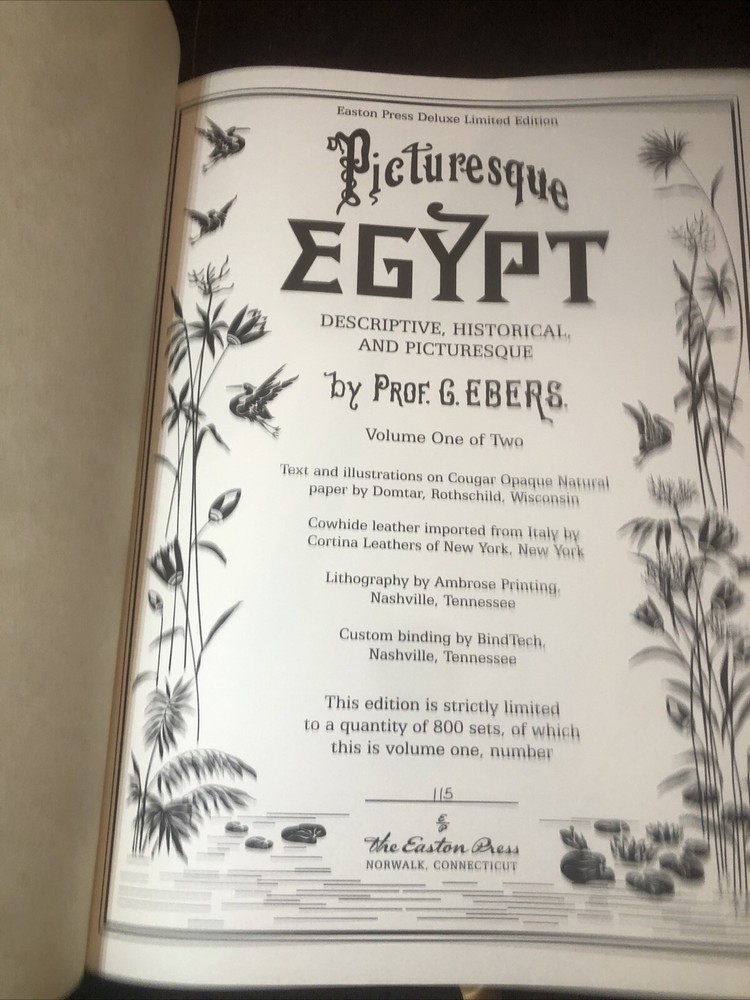 Easton Press Deluxe Limited Edition
Picturesque
EGYPT
DESCRIPTIVE, HISTORICAL,
AND PICTURESQUE
by PROF. G. EBERS.
Volume One of Two
Text and illustrations on Cougar Opaque Natural
paper by Domtar, Rothschild, Wisconsin
Cowhide leather imported from Italy by
Cortina Leathers of New York, New York
Lithography by Ambrose Printing,
Nashville, Tennessee
Custom binding by BindTech,
Nashville, Tennessee
This edition is strictly limited
to a quantity of 800 sets, of which
this is volume one, number
115
E
P
The Easton Press
NORWALK, CONNECTICUT